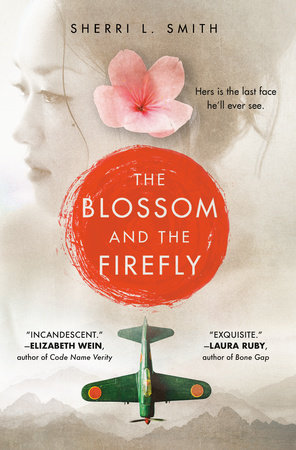 SHERRI L. SMITH
Hers is the last face
he'll ever see.
THE
BLOSSOM
AND THE
FIREFLY
"INCANDESCENT."
—ELIZABETH WEIN,
author of Code Name Verity
"EXQUISITE."
—LAURA RUBY,
author of Bone Gap